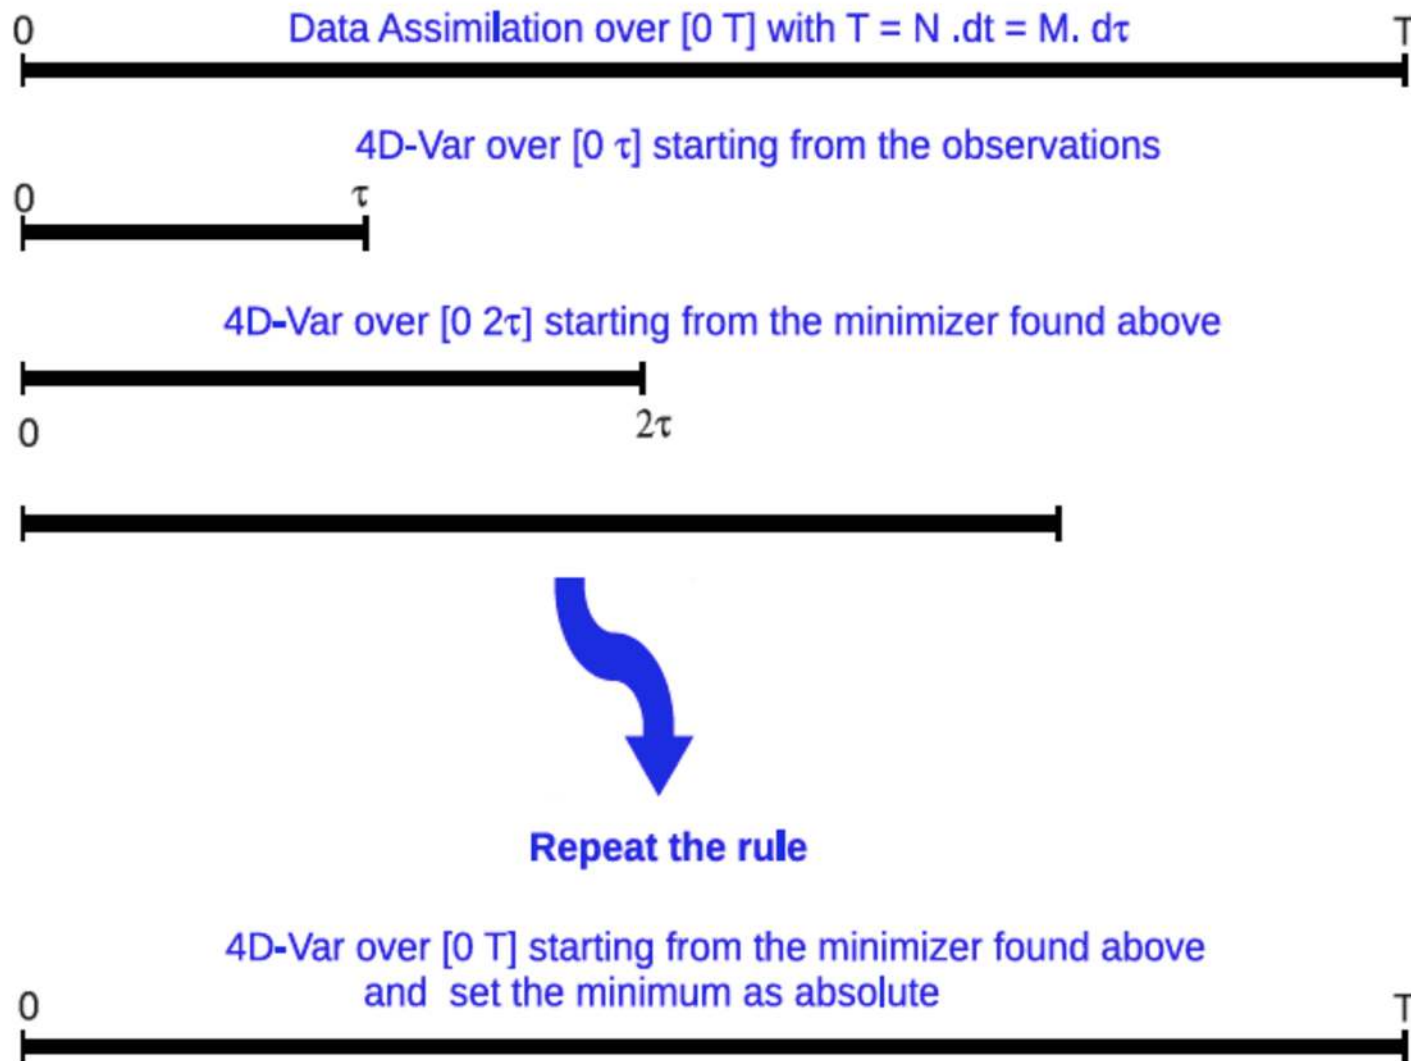 0 Data Assimilation over [0 T] with T = N .dt = M. dτ T
4D-Var over [0 τ] starting from the observations
0 τ
4D-Var over [0 2τ] starting from the minimizer found above
0 2τ
Repeat the rule
4D-Var over [0 T] starting from the minimizer found above
and set the minimum as absolute
0 T